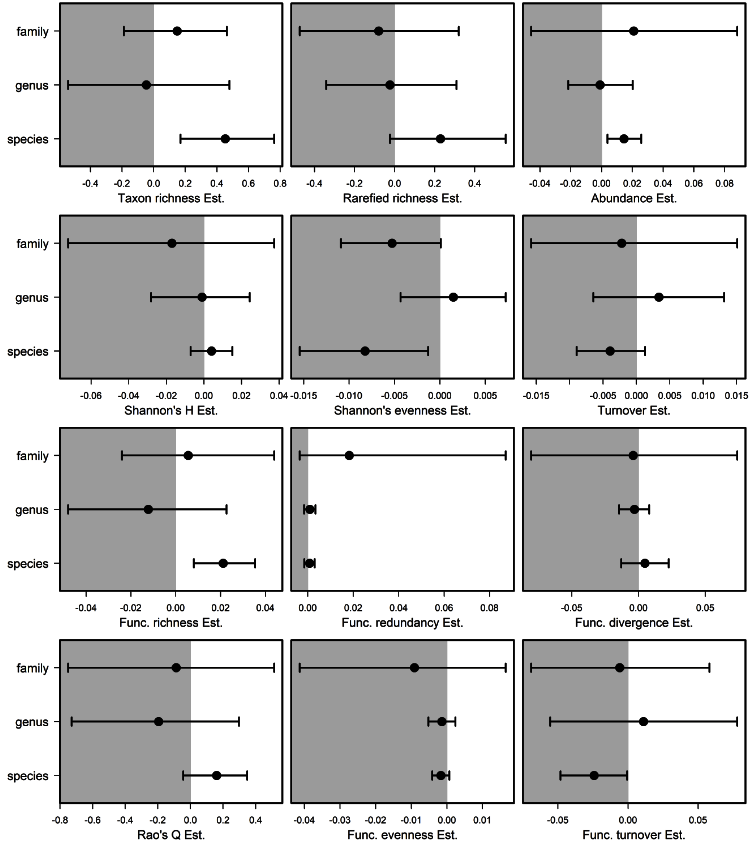 family
genus
species
-0.4 -0.2 0.0 0.2 0.4 0.6 0.8
Taxon richness Est.
-0.4 -0.2 0.0 0.2 0.4
Rarefied richness Est.
-0.04 -0.02 0.00 0.02 0.04 0.06 0.08
Abundance Est.
family
genus
species
-0.06 -0.04 -0.02 0.00 0.02 0.04
Shannon's H Est.
-0.015 -0.010 -0.005 0.000 0.005
Shannon's evenness Est.
-0.015 -0.005 0.000 0.005 0.010 0.015
Turnover Est.
family
genus
species
-0.04 -0.02 0.00 0.02 0.04
Func. richness Est.
0.00 0.02 0.04 0.06 0.08
Func. redundancy Est.
-0.05 0.00 0.05
Func. divergence Est.
family
genus
species
-0.8 -0.6 -0.4 -0.2 0.0 0.2 0.4
Rao's Q Est.
-0.04 -0.03 -0.02 -0.01 0.00 0.01
Func. evenness Est.
-0.05 0.00 0.05
Func. turnover Est.